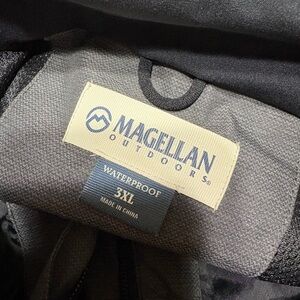 MAGELLAN
OUTDOORS®
WATERPROOF
3XL
MADE IN CHINA